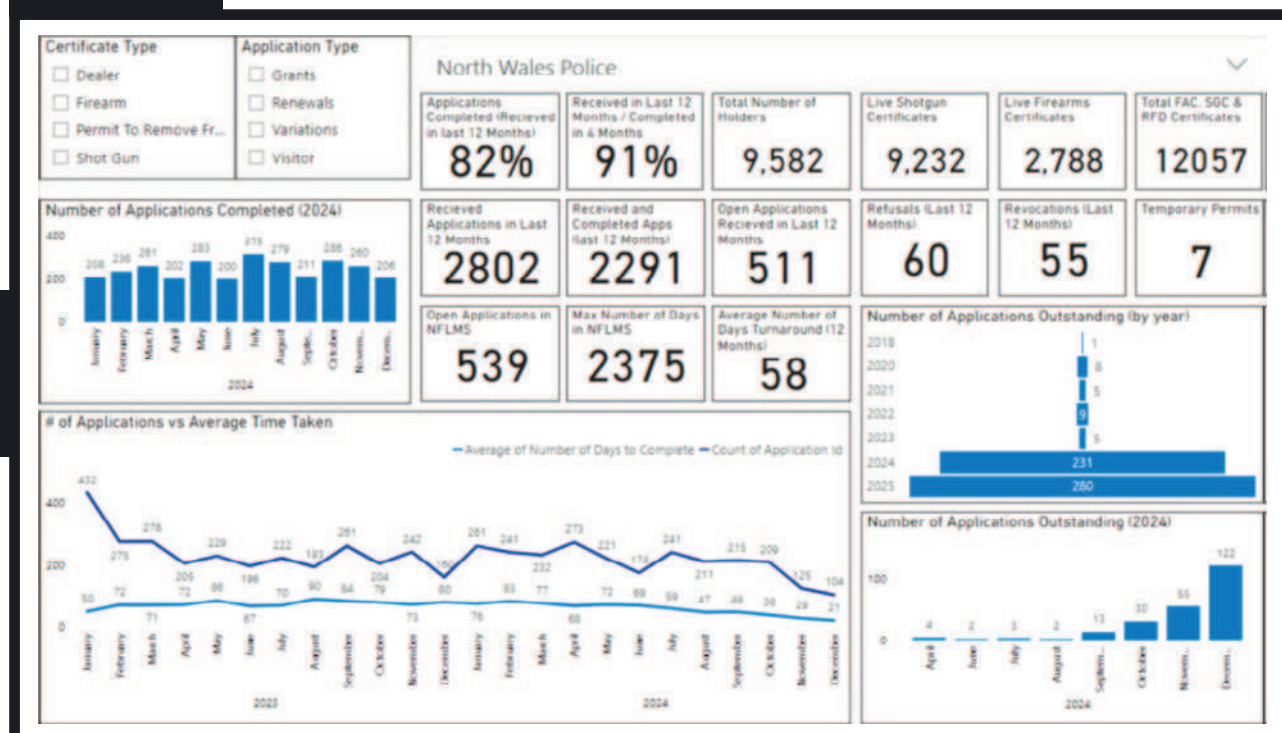 Certificate Type
Dealer
Firearm
Permit To Remove Fr...
Shot Gun
Application Type
Grants
Renewals
Variations
Visitor
North Wales Police
Applications
Completed (Recieved
in last 12 Months)
82%
Received in Last 12
Months / Completed
in 4 Months
91%
Total Number of
Holders
9,582
Live Shotgun
Certificates
9,232
Live Firearms
Certificates
2,788
Total FAC, SGC &
RFD Certificates
12057
Number of Applications Completed (2024)
400
200
0
208 236 261 202 283 200 315 279 211 286 260 206
January February March April May June July August Septe... October Novem... Decem...
2024
Recieved
Applications in Last
12 Months
2802
Received and
Completed Apps
(last 12 Months)
2291
Open Applications
Recieved in Last 12
Months
511
Refusals (Last 12
Months)
60
Revocations (Last
12 Months)
55
Temporary Permits
7
Open Applications in
NFLMS
539
Max Number of Days
in NFLMS
2375
Average Number of
Days Turnaround (12
Months)
58
Number of Applications Outstanding (by year)
2018 1
2020 8
2021 5
2022 9
2023 5
2024 231
2025 280
# of Applications vs Average Time Taken
Average of Number of Days to Complete Count of Application Id
400
200
0
432 275 276 205 229 196 222 193 261 204 242 160 261 241 232 273 221 174 241 211 215 209 125 104
50 72 71 72 86 67 70 90 84 79 73 80 76 83 77 68 72 69 59 47 49 38 29 21
January February March April May June July August September October November December January February March April May June July August September October November December
2023 2024
Number of Applications Outstanding (2024)
100
0
4 2 3 2 13 30 55 122
April June July August Septem... October Novem... Decem...
2024